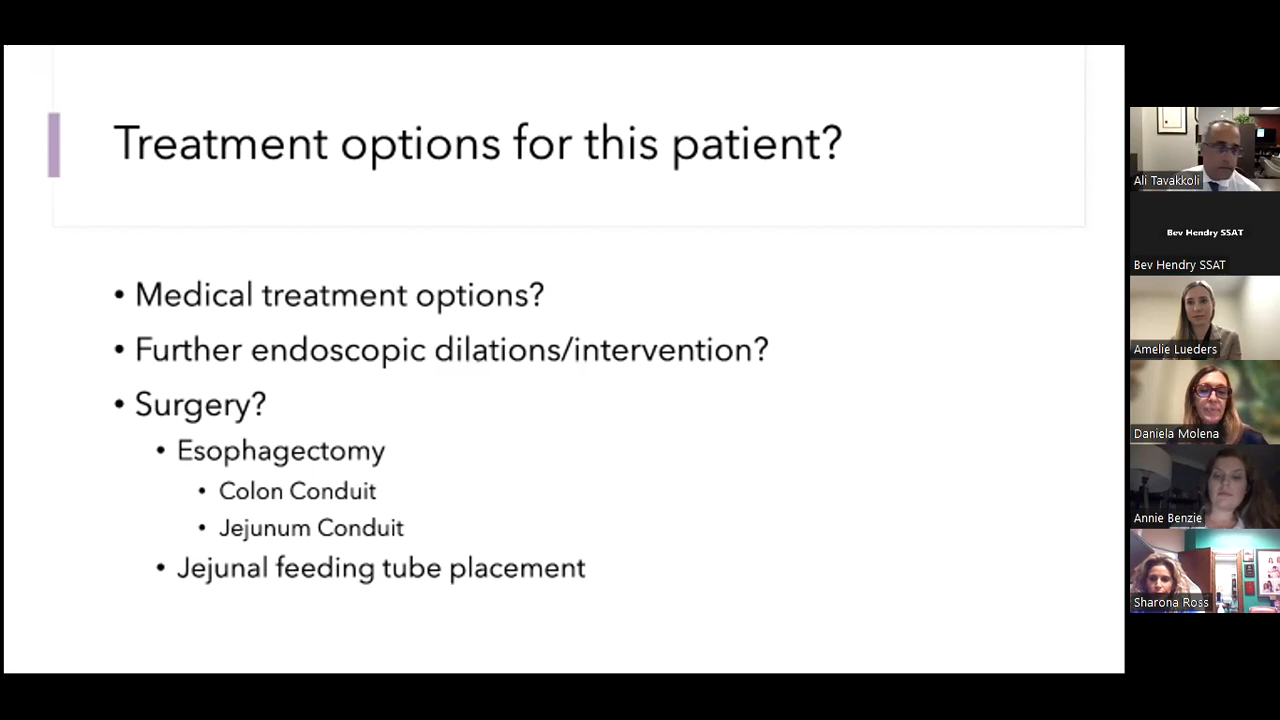 Treatment options for this patient?
• Medical treatment options?
• Further endoscopic dilations/intervention?
• Surgery?
• Esophagectomy
• Colon Conduit
• Jejunum Conduit
• Jejunal feeding tube placement
Ali Tavakkoli
Bev Hendry SSAT
Bev Hendry SSAT
Amelie Lueders
Daniela Molena
Annie Benzie
Sharona Ross